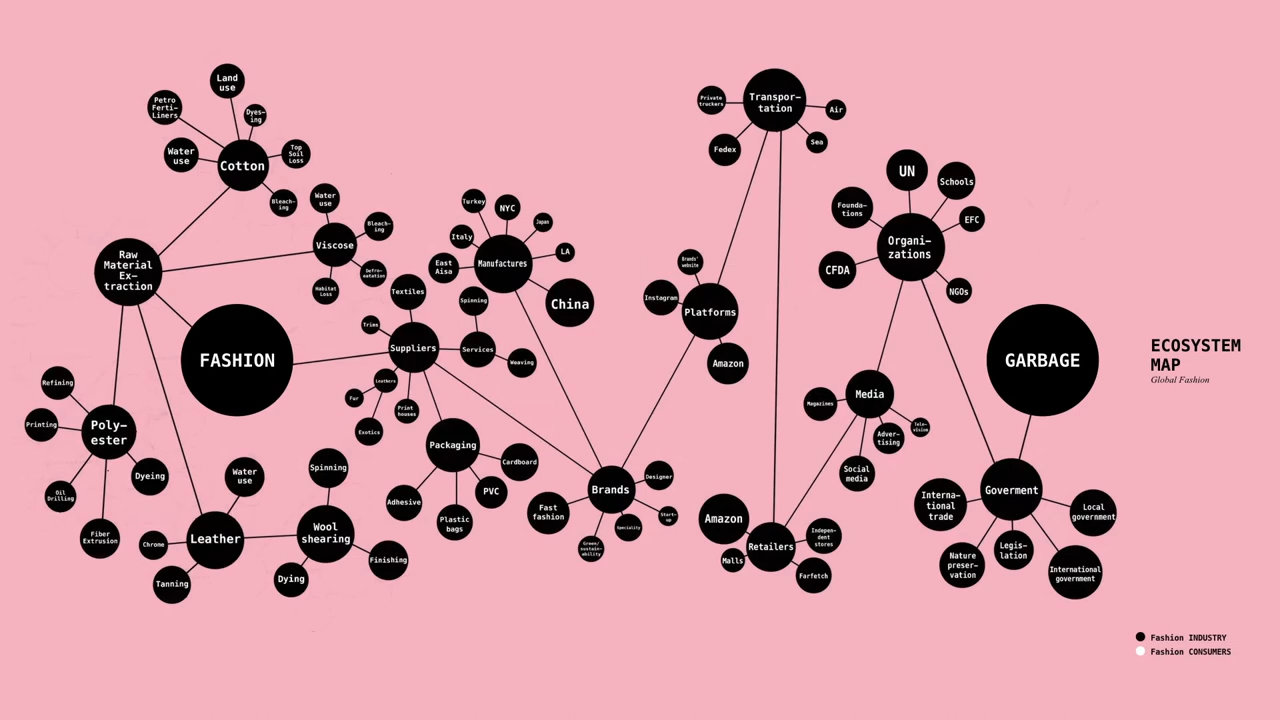 Land
use
Petro
Ferti–
Liners
Dyes–
ing
Water
use
Cotton
Top
Soil
Loss
Bleach–
ing
Water
use
Bleach–
ing
Viscose
Defro–
estation
Habitat
Loss
Raw
Material
Ex–
traction
FASHION
Refining
Printing
Poly–
ester
Dyeing
Oil
Drilling
Fiber
Extrusion
Water
use
Chrome
Leather
Tanning
Spinning
Wool
shearing
Finishing
Dying
Textiles
Trims
Suppliers
Spinning
Services
Weaving
Leathers
Fur
Exotics
Print
houses
Packaging
Cardboard
PVC
Adhesive
Plastic
bags
Turkey
NYC
Japan
Italy
LA
East
Aisa
Manufactures
China
Brands
Designer
Fast
fashion
Start–
up
Speciality
Green/
sustain–
ability
Transpor–
tation
Private
truckers
Air
Fedex
Sea
Brands'
website
Instagram
Platforms
Amazon
Amazon
Retailers
Indepen–
dent
stores
Malls
Farfetch
UN
Schools
Founda–
tions
EFC
Organi–
zations
CFDA
NGOs
Media
Magazines
Tele–
vision
Adver–
tising
Social
media
GARBAGE
Goverment
Interna–
tional
trade
Local
government
Nature
preser–
vation
Legis–
lation
International
government
ECOSYSTEM
MAP
Global Fashion
Fashion INDUSTRY
Fashion CONSUMERS